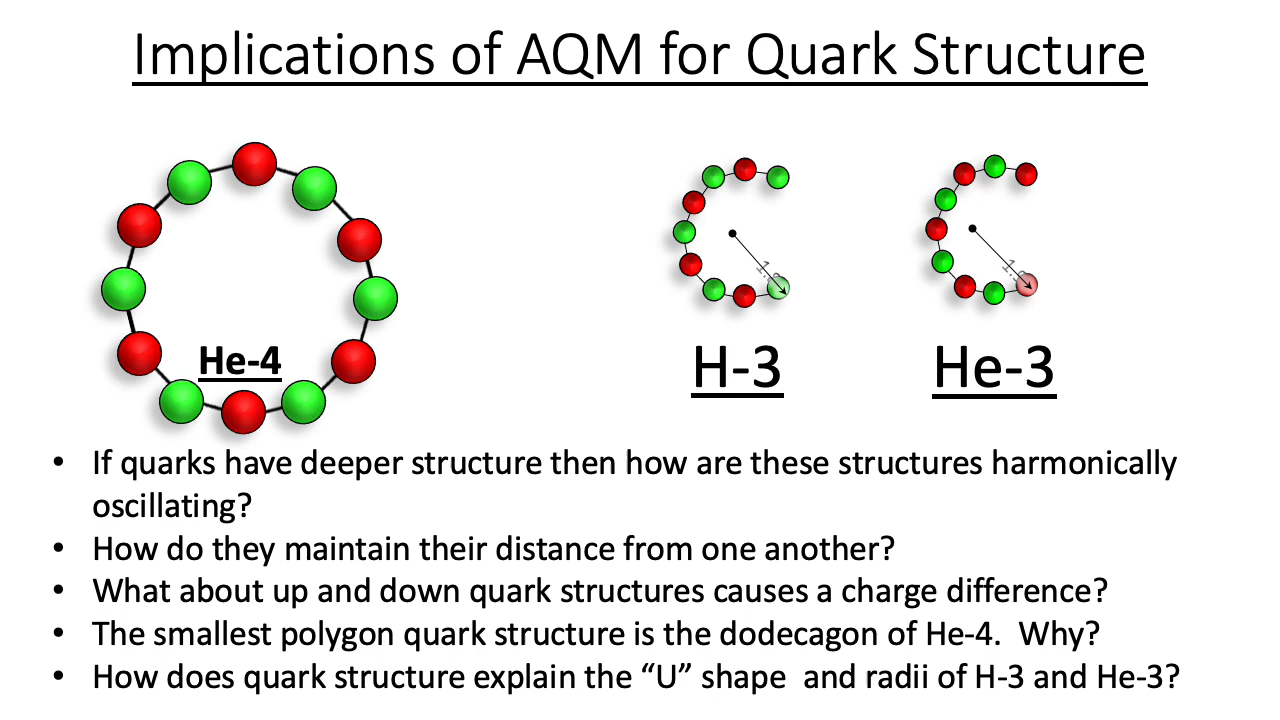 Implications of AQM for Quark Structure
He-4
H-3
He-3
• If quarks have deeper structure then how are these structures harmonically
oscillating?
• How do they maintain their distance from one another?
• What about up and down quark structures causes a charge difference?
• The smallest polygon quark structure is the dodecagon of He-4.  Why?
• How does quark structure explain the “U” shape  and radii of H-3 and He-3?